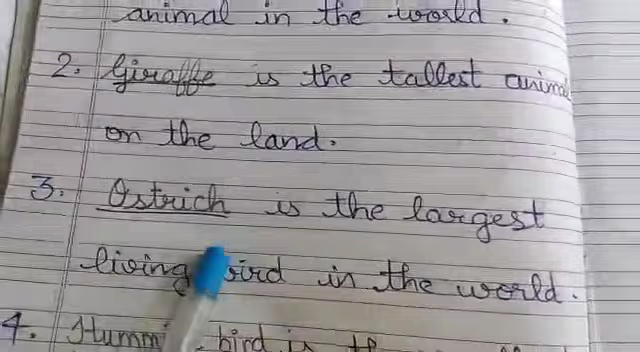 animal in the world.
2. Giraffe is the tallest animal
on the land.
3. Ostrich is the largest
living bird in the world.
4. bird is